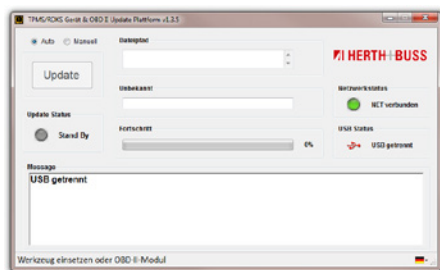 TPMS/RDKS Gerät & OBD II Update Plattform v1.3.5
Auto
Manuell
Dateipfad
Update
HERTH+BUSS
Unbekannt
Netzwerkstatus
NET verbunden
Update Status
Stand By
Fortschritt
0%
USB Status
USB getrennt
Message
USB getrennt
Werkzeug einsetzen oder OBD-II-Modul